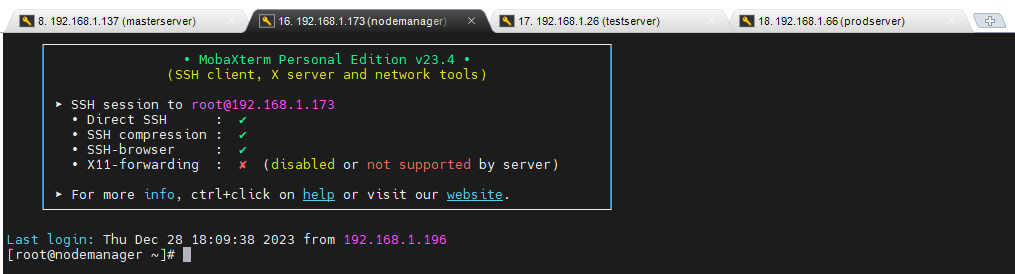 8. 192.168.1.137 (masterserver)
16. 192.168.1.173 (nodemanager)
17. 192.168.1.26 (testserver)
18. 192.168.1.66 (prodserver)
• MobaXterm Personal Edition v23.4 •
(SSH client, X server and network tools)
➤ SSH session to root@192.168.1.173
• Direct SSH : ✔
• SSH compression : ✔
• SSH-browser : ✔
• X11-forwarding : ✘ (disabled or not supported by server)
➤ For more info, ctrl+click on help or visit our website.
Last login: Thu Dec 28 18:09:38 2023 from 192.168.1.196
[root@nodemanager ~]#